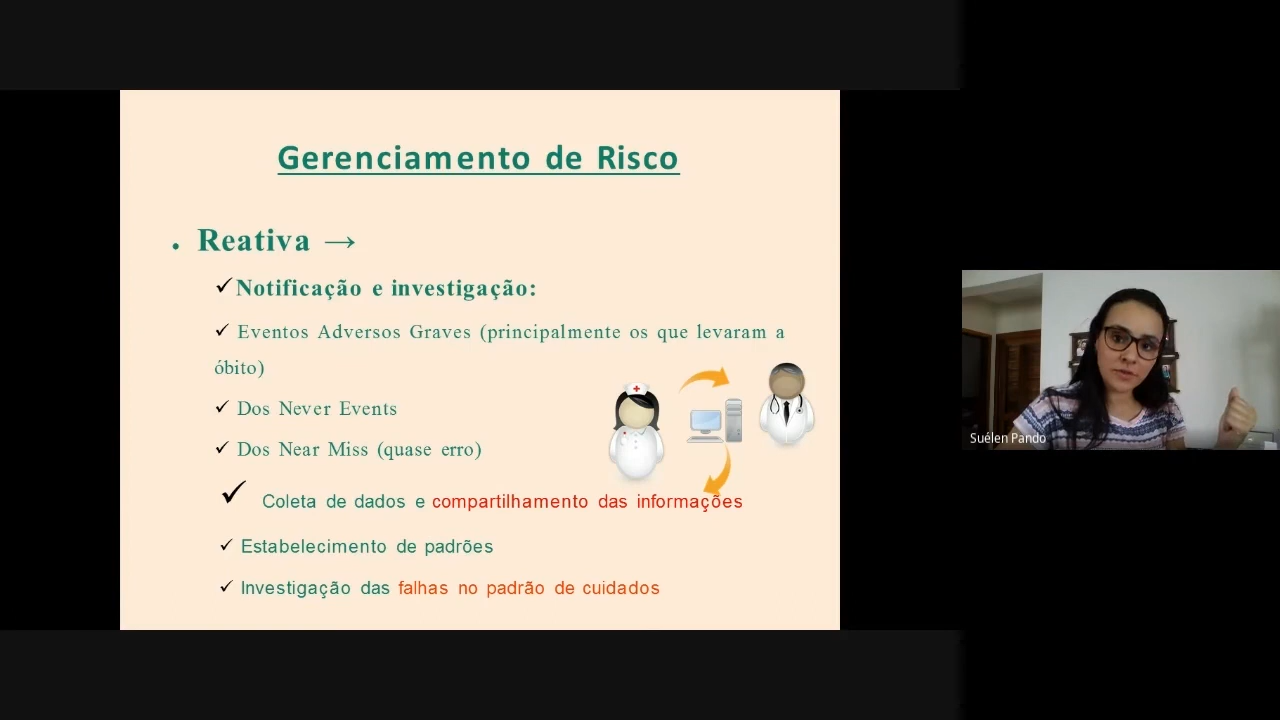 Gerenciamento de Risco
• Reativa →
✓Notificação e investigação:
✓ Eventos Adversos Graves (principalmente os que levaram a
óbito)
✓ Dos Never Events
✓ Dos Near Miss (quase erro)
✓ Coleta de dados e compartilhamento das informações
✓ Estabelecimento de padrões
✓ Investigação das falhas no padrão de cuidados
Suélen Pando